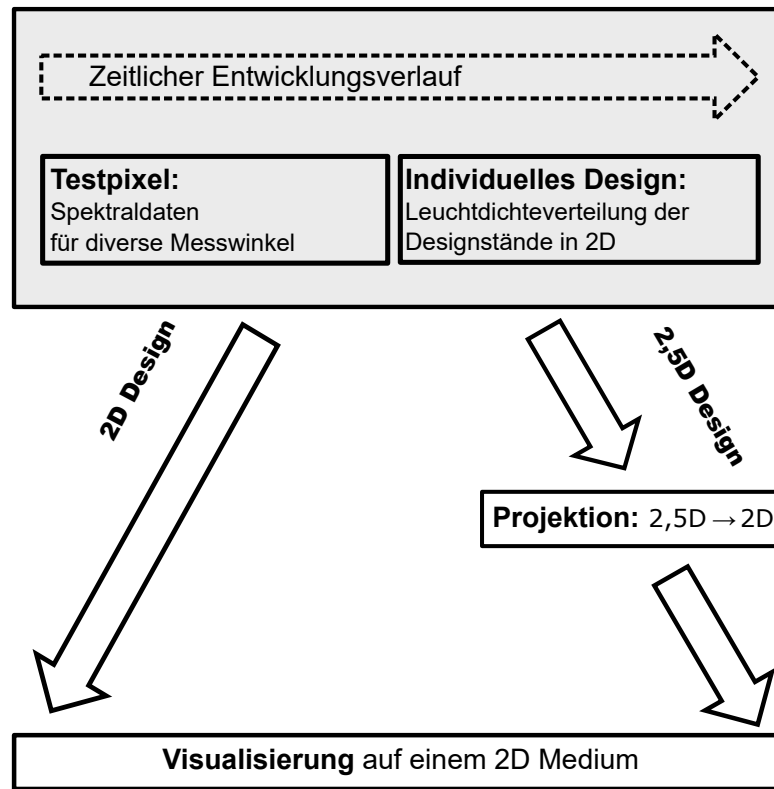 Zeitlicher Entwicklungsverlauf
Testpixel:
Spektraldaten
für diverse Messwinkel
Individuelles Design:
Leuchtdichteverteilung der
Designstände in 2D
2D Design
2,5D Design
Projektion: 2,5D → 2D
Visualisierung auf einem 2D Medium